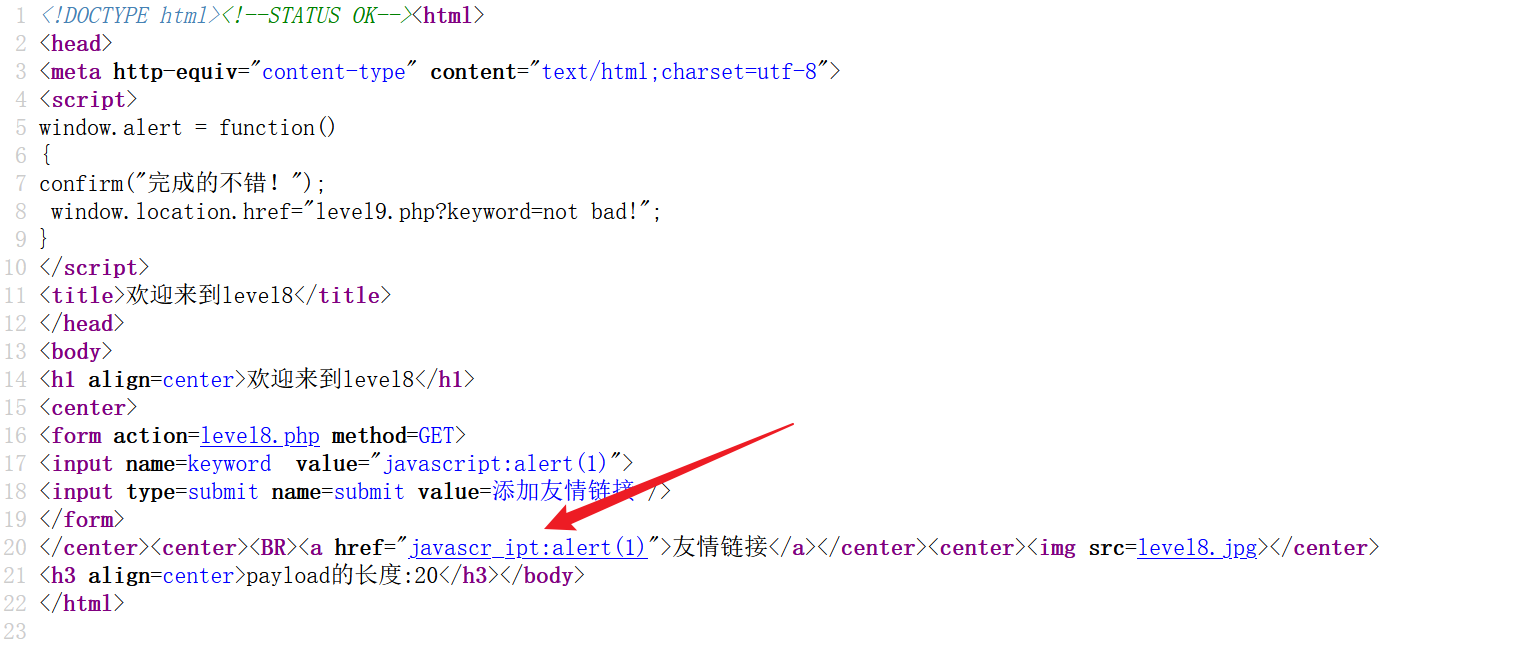 1 <!DOCTYPE html><!--STATUS OK--><html>
2 <head>
3 <meta http-equiv="content-type" content="text/html;charset=utf-8">
4 <script>
5 window.alert = function()
6 {
7 confirm("完成的不错！");
8  window.location.href="level9.php?keyword=not bad!";
9 }
10 </script>
11 <title>欢迎来到level8</title>
12 </head>
13 <body>
14 <h1 align=center>欢迎来到level8</h1>
15 <center>
16 <form action=level8.php method=GET>
17 <input name=keyword  value="javascript:alert(1)">
18 <input type=submit name=submit value=添加友情链接 />
19 </form>
20 </center><center><BR><a href="javascr_ipt:alert(1)">友情链接</a></center><center><img src=level8.jpg></center>
21 <h3 align=center>payload的长度:20</h3></body>
22 </html>
23